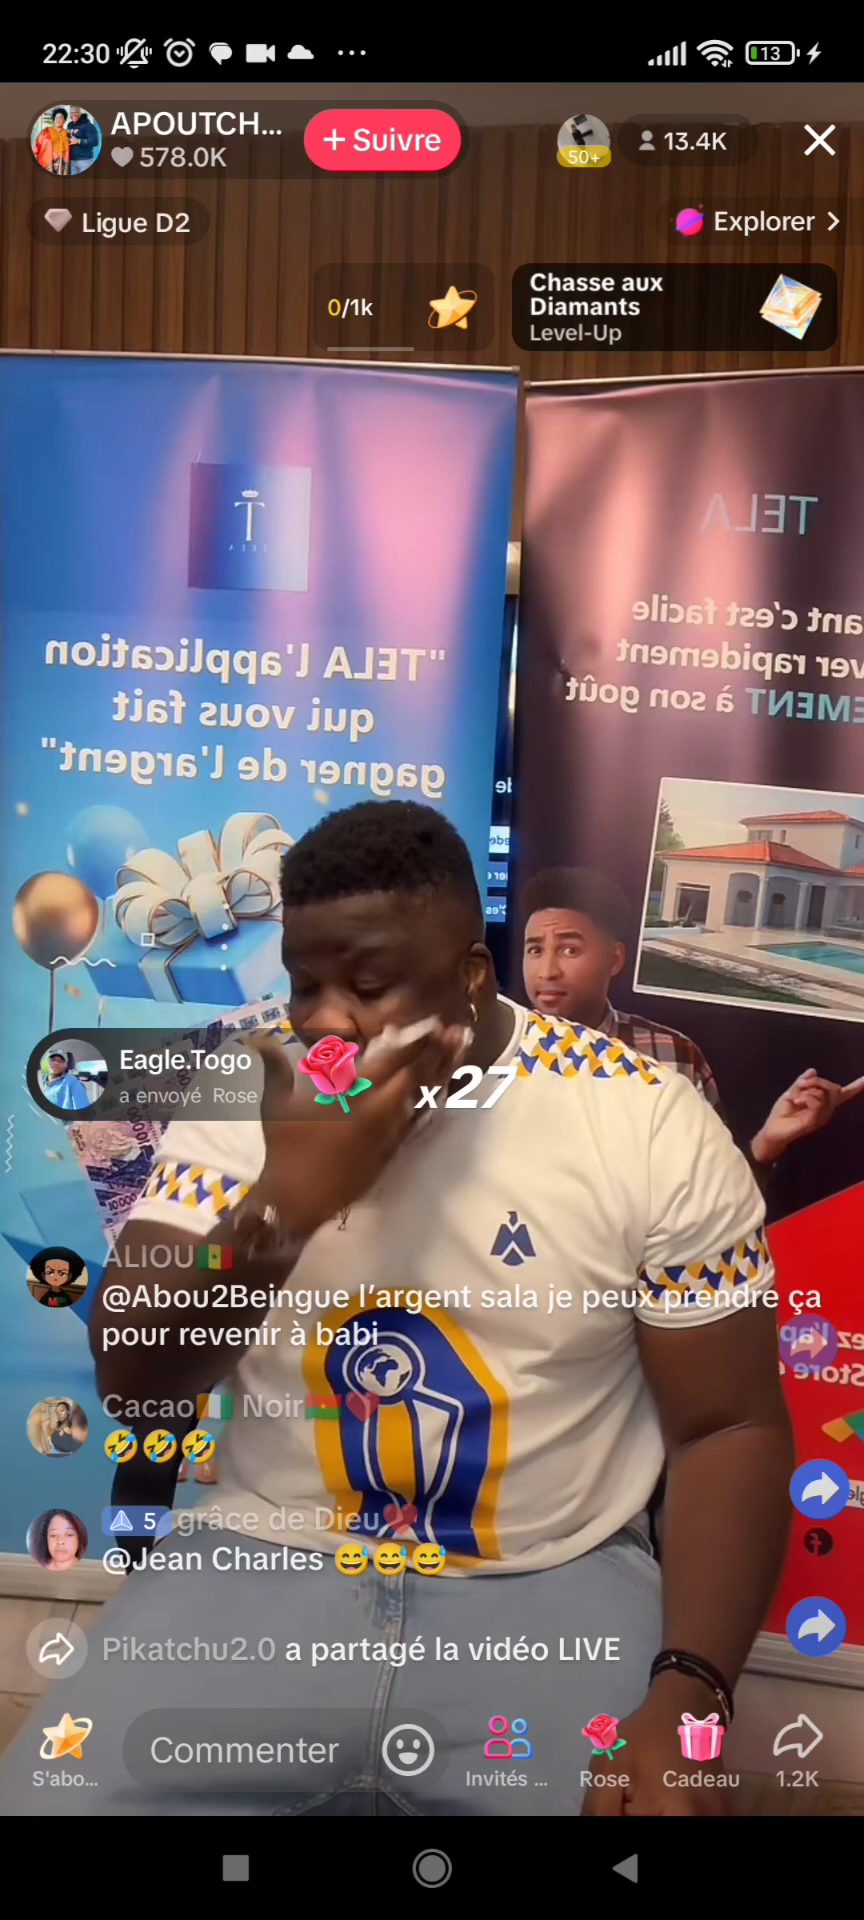 22:30
13
APOUTCH...
578.0K
+ Suivre
50+
13.4K
Ligue D2
Explorer >
0/1k
Chasse aux
Diamants
Level-Up
T
TELA
"TELA l'application
qui vous fait
gagner de l'argent"
TELA
ant c'est facile
ver rapidement
EMENT à son goût
10000
Eagle.Togo
a envoyé Rose
x27
ALIOU
@Abou2Beingue l'argent sala je peux prendre ça
pour revenir à babi
Cacao Noir
🤣🤣🤣
5 grâce de Dieu
@Jean Charles 😅😅😅
Pikatchu2.0 a partagé la vidéo LIVE
S'abo...
Commenter
Invités ...
Rose
Cadeau
1.2K